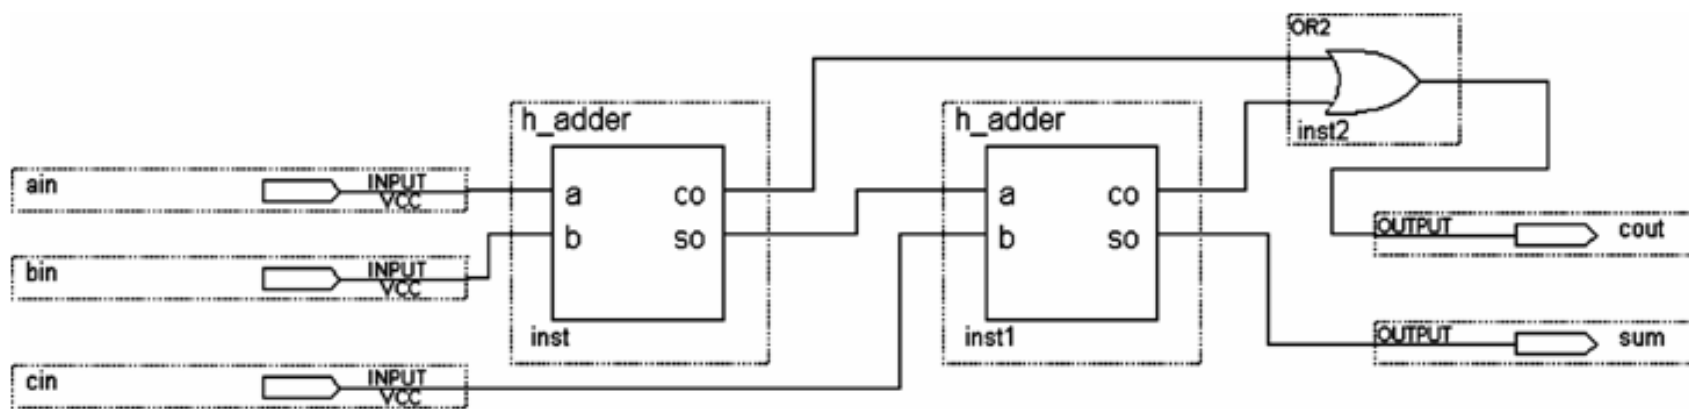 OR2
inst2
h_adder
a co
b so
inst
h_adder
a co
b so
inst1
ain INPUT
VCC
bin INPUT
VCC
cin INPUT
VCC
OUTPUT cout
OUTPUT sum